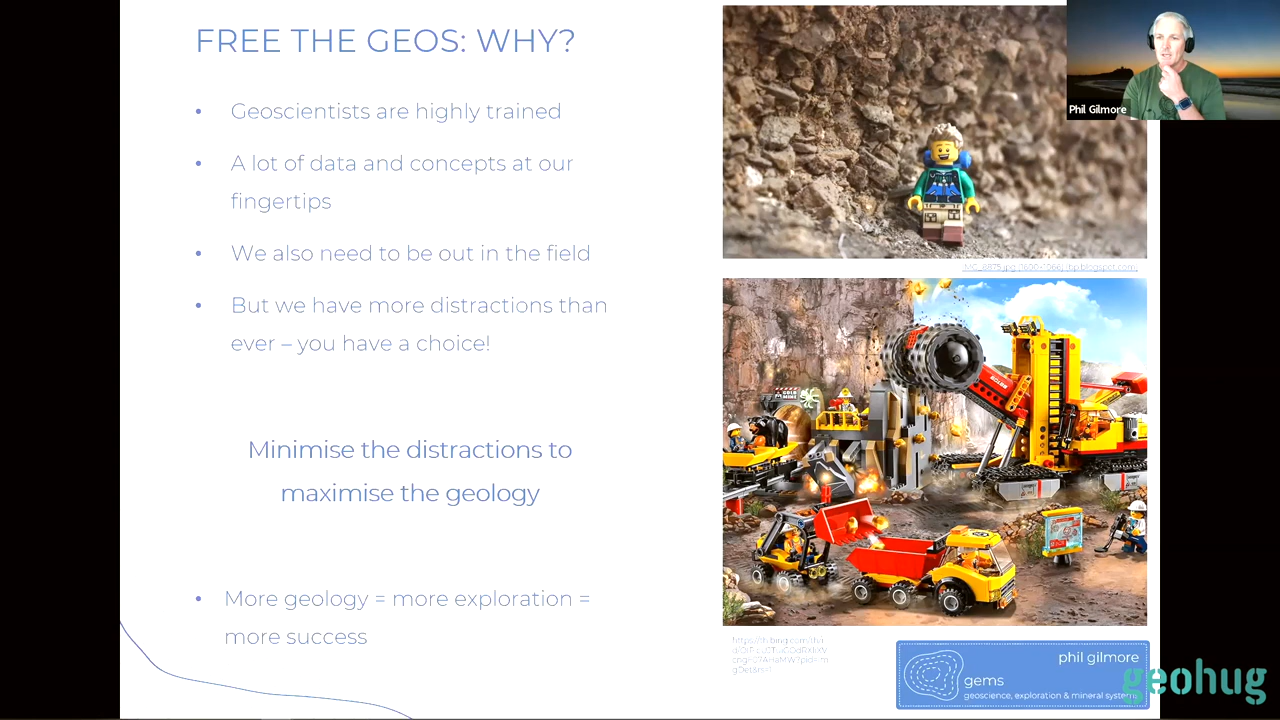 FREE THE GEOS: WHY?
• Geoscientists are highly trained
• A lot of data and concepts at our
fingertips
• We also need to be out in the field
• But we have more distractions than
ever – you have a choice!
Minimise the distractions to
maximise the geology
• More geology = more exploration =
more success
Phil Gilmore
GOLD
MINE
phil gilmore
gems
geoscience, exploration & mineral systems
geohug